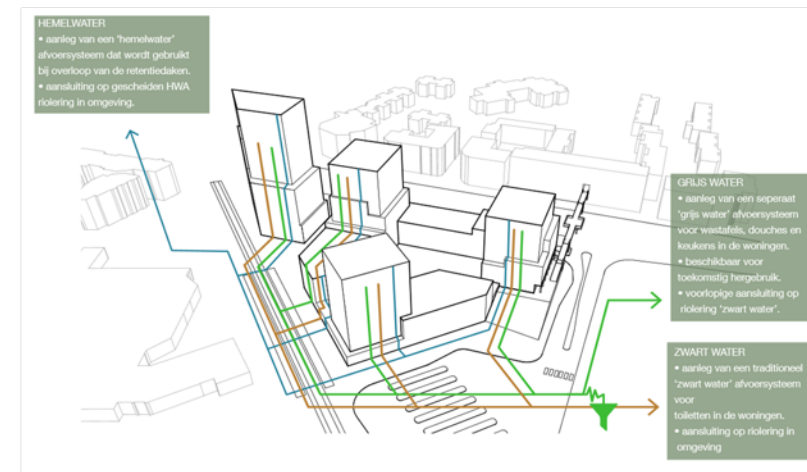 HEMELWATER
• aanleg van een 'hemelwater'
afvoersysteem dat wordt gebruikt
bij overloop van de retentiedaken.
• aansluiting op gescheiden HWA
riolering in omgeving.
GRIJS WATER
• aanleg van een seperaat
'grijs water' afvoersysteem
voor wastafels, douches en
keukens in de woningen.
• beschikbaar voor
toekomstig hergebruik.
• voorlopige aansluiting op
riolering 'zwart water'.
ZWART WATER
• aanleg van een traditioneel
'zwart water' afvoersysteem
voor
toiletten in de woningen.
• aansluiting op riolering in
omgeving